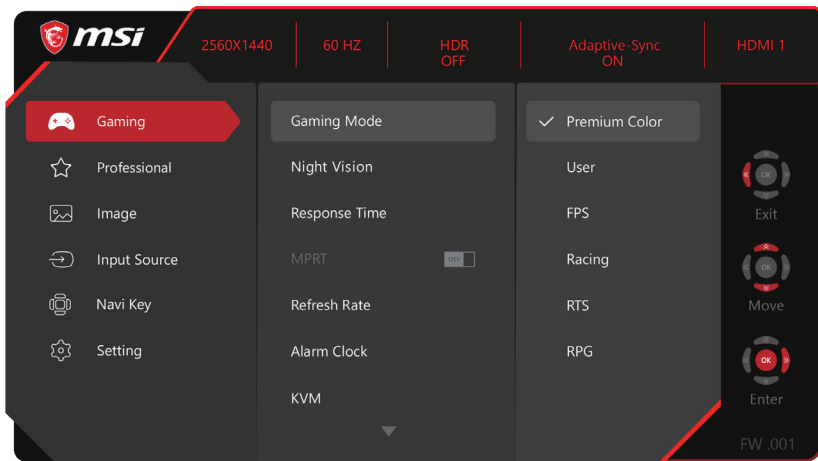 msi
2560X1440
60 HZ
HDR
OFF
Adaptive-Sync
ON
HDMI 1
Gaming
Professional
Image
Input Source
Navi Key
Setting
Gaming Mode
Night Vision
Response Time
MPRT OFF
Refresh Rate
Alarm Clock
KVM
Premium Color
User
FPS
Racing
RTS
RPG
OK
Exit
OK
Move
OK
Enter
FW .001